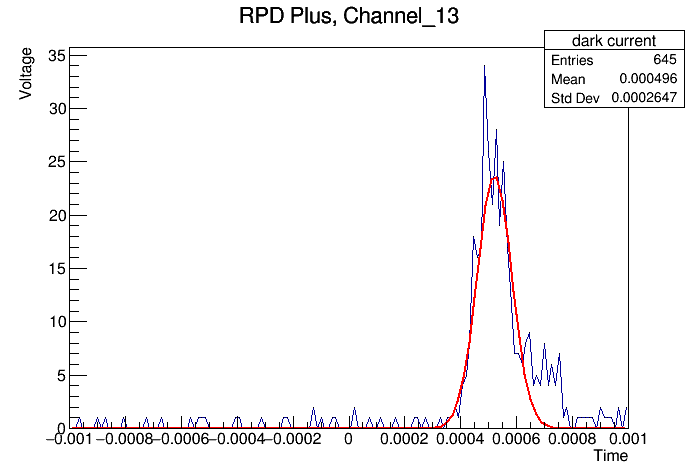 RPD Plus, Channel_13
dark current
Entries 645
Mean 0.000496
Std Dev 0.0002647
Voltage
35
30
25
20
15
10
5
0
−0.001 −0.0008 −0.0006 −0.0004 −0.0002 0 0.0002 0.0004 0.0006 0.0008 0.001
Time